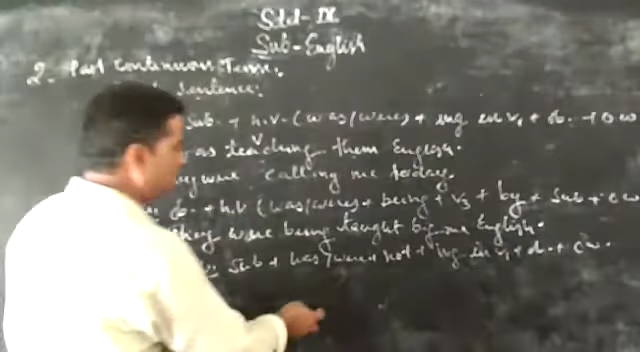 Std - IX
Sub - English
2. Past Continuous Tense.
Sentence:
Sub. + h.v. (was/were) + ing in v1 + ob. + o w
was teaching them English.
were calling me today.
ob. + h.v (was/were + being + v3 + by + Sub + o w
They were being taught by me English.
Sub + was/were + not + ing in v1 + ob. + o w.